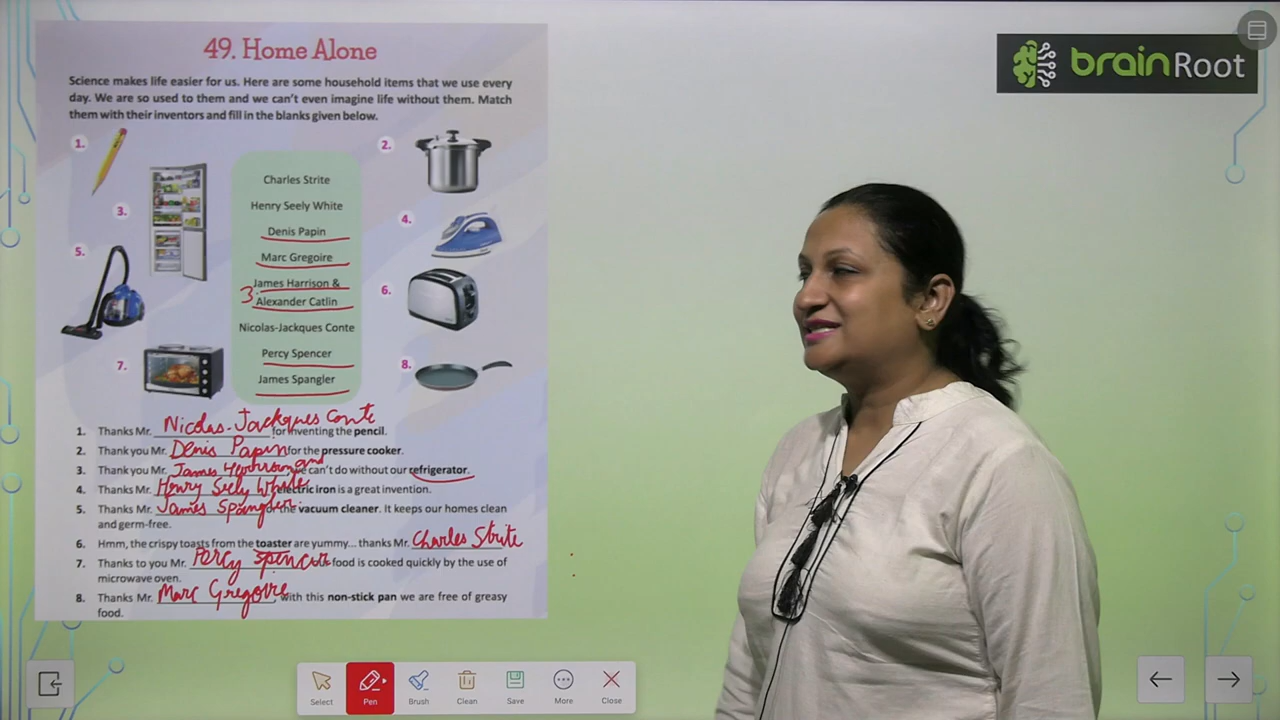 49. Home Alone
brainRoot
Science makes life easier for us. Here are some household items that we use every
day. We are so used to them and we can't even imagine life without them. Match
them with their inventors and fill in the blanks given below.
1.
2.
3.
4.
5.
6.
7.
8.
Charles Strite
Henry Seely White
Denis Papin
Marc Gregoire
James Harrison &
3. Alexander Catlin
Nicolas-Jackques Conte
Percy Spencer
James Spangler
1. Thanks Mr. Nicolas-Jackques Conte for inventing the pencil.
2. Thank you Mr. Denis Papin for the pressure cooker.
3. Thank you Mr. James Harrison and we can't do without our refrigerator.
4. Thanks Mr. Henry Seely White electric iron is a great invention.
5. Thanks Mr. James Spangler for the vacuum cleaner. It keeps our homes clean
and germ-free.
6. Hmm, the crispy toasts from the toaster are yummy... thanks Mr. Charles Strite
7. Thanks to you Mr. Percy Spencer food is cooked quickly by the use of
microwave oven.
8. Thanks Mr. Marc Gregoire, with this non-stick pan we are free of greasy
food.
Select
Pen
Brush
Clean
Save
More
Close